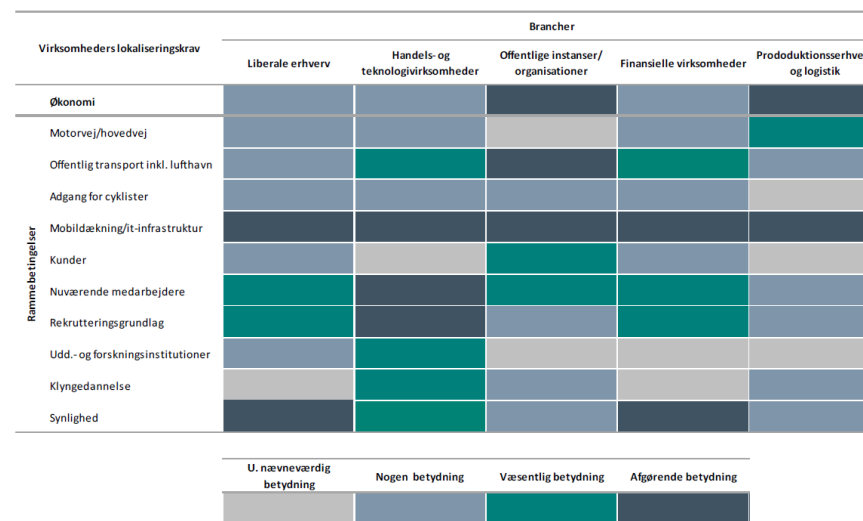 Brancher
Virksomheders lokaliseringskrav
Liberale erhverv
Handels- og
teknologivirksomheder
Offentlige instanser/
organisationer
Finansielle virksomheder
Prododuktionsserhve
og logistik
Økonomi
Rammebetingelser
Motorvej/hovedvej
Offentlig transport inkl. lufthavn
Adgang for cyklister
Mobildækning/it-infrastruktur
Kunder
Nuværende medarbejdere
Rekrutteringsgrundlag
Udd.- og forskningsinstitutioner
Klyngedannelse
Synlighed
U. nævneværdig
betydning
Nogen betydning
Væsentlig betydning
Afgørende betydning